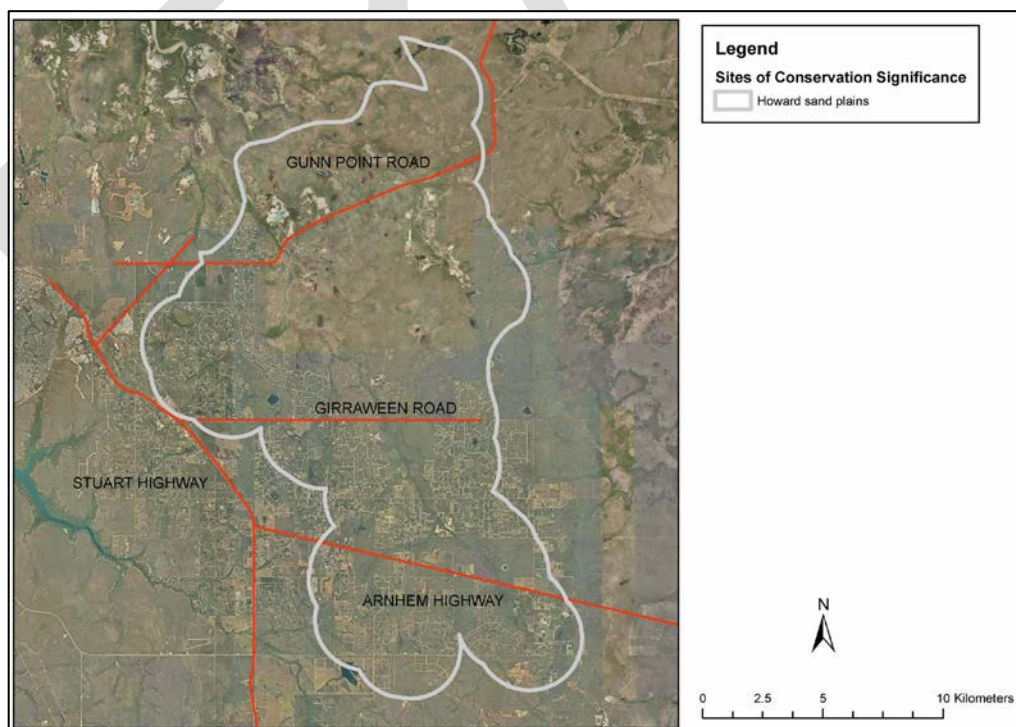 Legend
Sites of Conservation Significance
Howard sand plains
GUNN POINT ROAD
GIRRAWEEN ROAD
STUART HIGHWAY
ARNHEM HIGHWAY
N
0 2.5 5 10 Kilometers